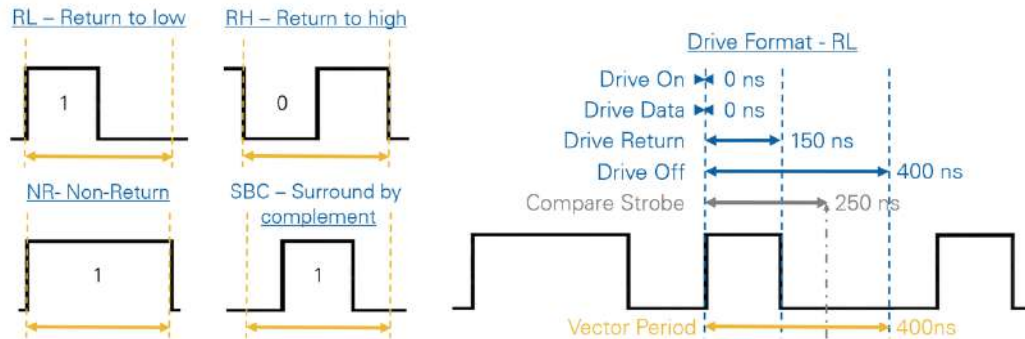 RL – Return to low
RH – Return to high
1
0
NR- Non-Return
SBC – Surround by
complement
1
1
Drive Format - RL
Drive On 0 ns
Drive Data 0 ns
Drive Return 150 ns
Drive Off 400 ns
Compare Strobe 250 ns
Vector Period 400ns